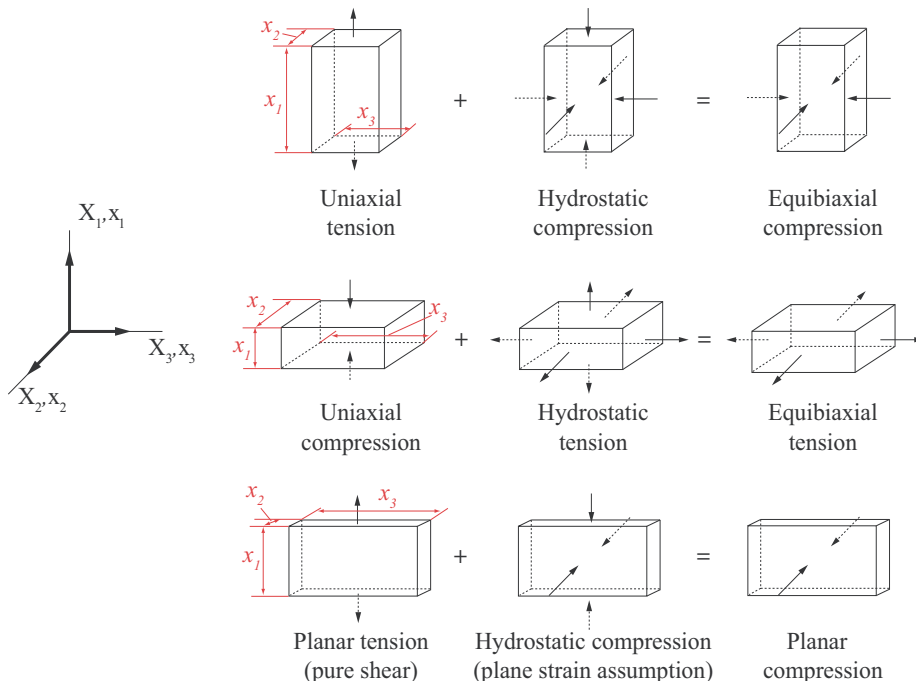 x₂
x₁
x₃
+
=
Uniaxial
tension
Hydrostatic
compression
Equibiaxial
compression
X₁,x₁
X₃,x₃
X₂,x₂
x₂
x₁
x₃
+
=
Uniaxial
compression
Hydrostatic
tension
Equibiaxial
tension
x₂
x₃
x₁
+
=
Planar tension
(pure shear)
Hydrostatic compression
(plane strain assumption)
Planar
compression